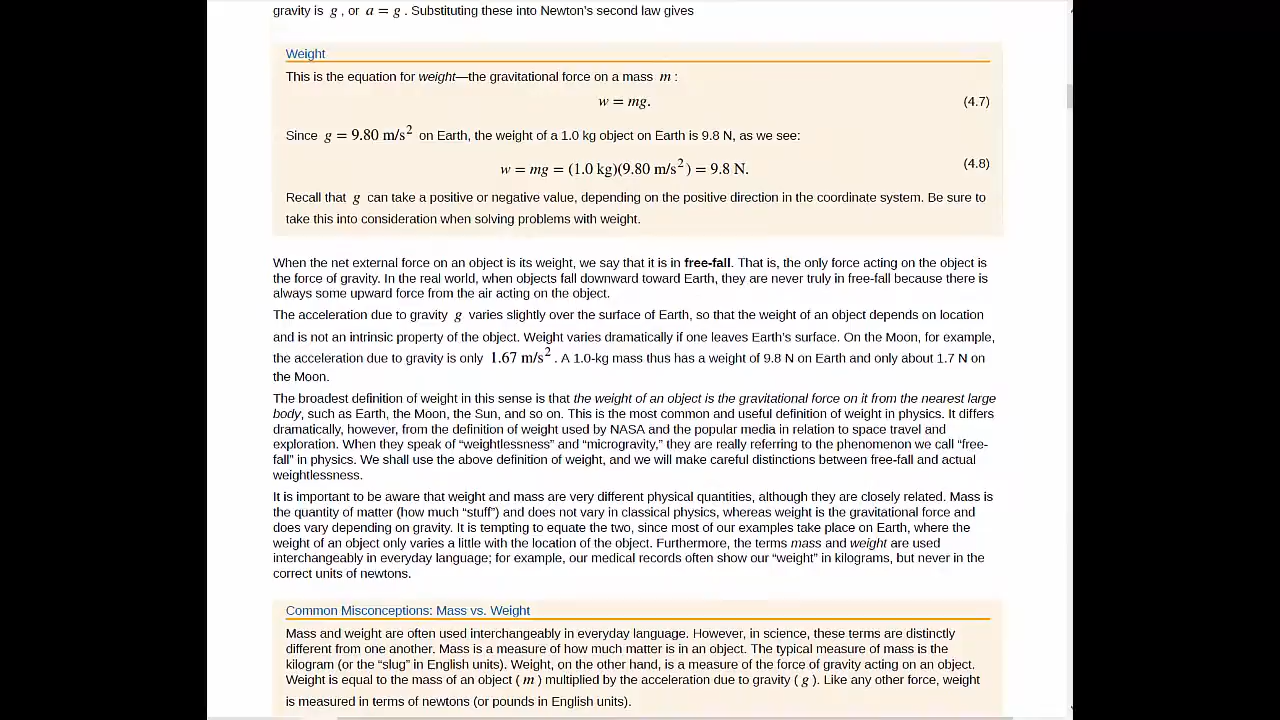 gravity is g, or a = g. Substituting these into Newton's second law gives
Weight
This is the equation for weight—the gravitational force on a mass m:
w = mg. (4.7)
Since g = 9.80 m/s² on Earth, the weight of a 1.0 kg object on Earth is 9.8 N, as we see:
w = mg = (1.0 kg)(9.80 m/s²) = 9.8 N. (4.8)
Recall that g can take a positive or negative value, depending on the positive direction in the coordinate system. Be sure to
take this into consideration when solving problems with weight.
When the net external force on an object is its weight, we say that it is in free-fall. That is, the only force acting on the object is
the force of gravity. In the real world, when objects fall downward toward Earth, they are never truly in free-fall because there is
always some upward force from the air acting on the object.
The acceleration due to gravity g varies slightly over the surface of Earth, so that the weight of an object depends on location
and is not an intrinsic property of the object. Weight varies dramatically if one leaves Earth's surface. On the Moon, for example,
the acceleration due to gravity is only 1.67 m/s². A 1.0-kg mass thus has a weight of 9.8 N on Earth and only about 1.7 N on
the Moon.
The broadest definition of weight in this sense is that the weight of an object is the gravitational force on it from the nearest large
body, such as Earth, the Moon, the Sun, and so on. This is the most common and useful definition of weight in physics. It differs
dramatically, however, from the definition of weight used by NASA and the popular media in relation to space travel and
exploration. When they speak of “weightlessness” and “microgravity,” they are really referring to the phenomenon we call “free-
fall” in physics. We shall use the above definition of weight, and we will make careful distinctions between free-fall and actual
weightlessness.
It is important to be aware that weight and mass are very different physical quantities, although they are closely related. Mass is
the quantity of matter (how much “stuff”) and does not vary in classical physics, whereas weight is the gravitational force and
does vary depending on gravity. It is tempting to equate the two, since most of our examples take place on Earth, where the
weight of an object only varies a little with the location of the object. Furthermore, the terms mass and weight are used
interchangeably in everyday language; for example, our medical records often show our “weight” in kilograms, but never in the
correct units of newtons.
Common Misconceptions: Mass vs. Weight
Mass and weight are often used interchangeably in everyday language. However, in science, these terms are distinctly
different from one another. Mass is a measure of how much matter is in an object. The typical measure of mass is the
kilogram (or the “slug” in English units). Weight, on the other hand, is a measure of the force of gravity acting on an object.
Weight is equal to the mass of an object (m) multiplied by the acceleration due to gravity (g). Like any other force, weight
is measured in terms of newtons (or pounds in English units).